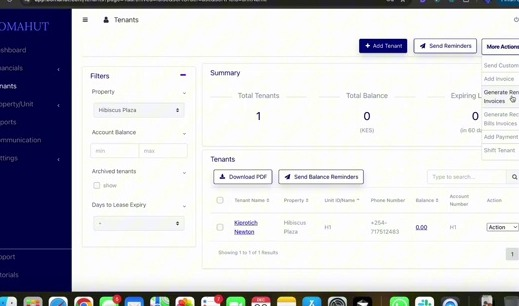 OMAHUT
Tenants
shboard
nancials
nants
operty/Unit
ports
mmunication
ttings
pport
torials
+ Add Tenant
Send Reminders
More Actions
Send Custom
Add invoice
Generate Ren
Invoices
Generate Rec
Bills Invoices
Add Payment
Shift Tenant
Filters
Property
Hibiscus Plaza
Account Balance
min
max
Archived tenants
show
Days to Lease Expiry
-
Summary
Total Tenants
1
Total Balance
0
(KES)
Expiring L
0
(in 60 da
Tenants
Download PDF
Send Balance Reminders
Type to search...
Tenant Name
Property
Unit ID/Name
Phone Number
Balance
Account
Number
Action
Kiprotich
Newton
Hibiscus
Plaza
H1
+254-
717512483
0.00
H1
Action
Showing 1 to 1 of 1 Results
1